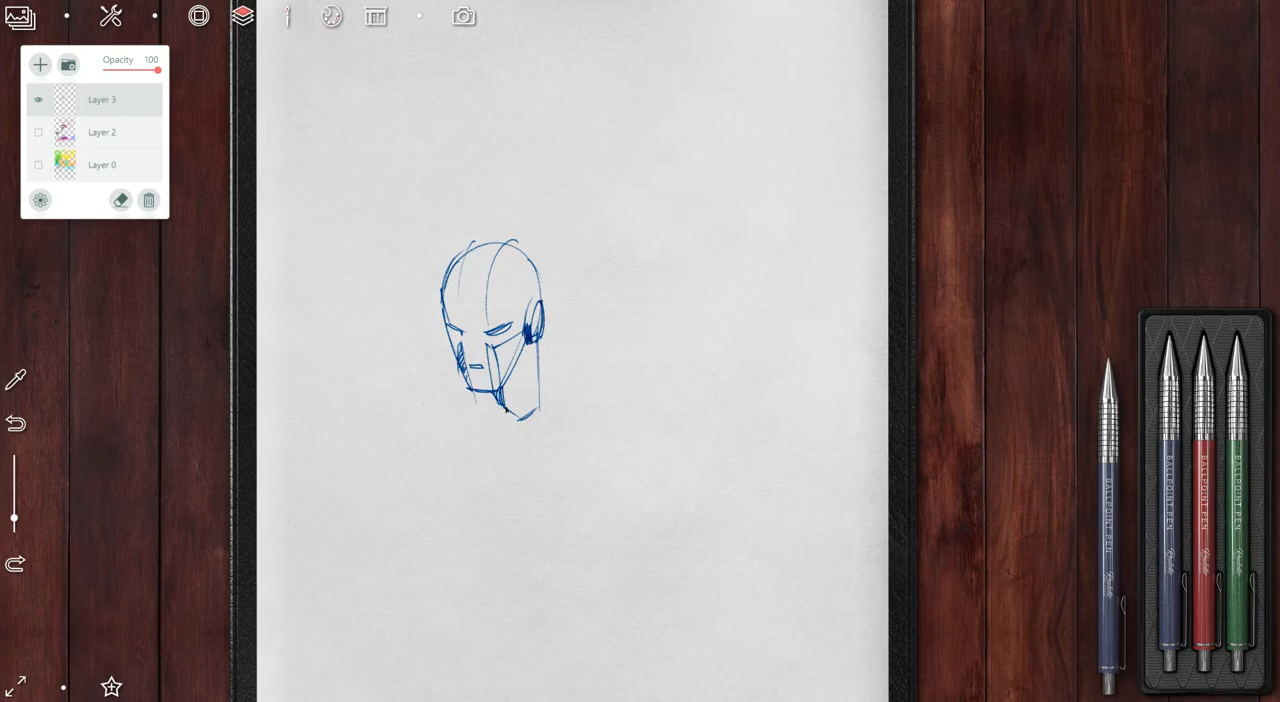 Opacity 100
Layer 3
Layer 2
Layer 0
BALLPOINT PEN
BALLPOINT PEN
BALLPOINT PEN
BALLPOINT PEN